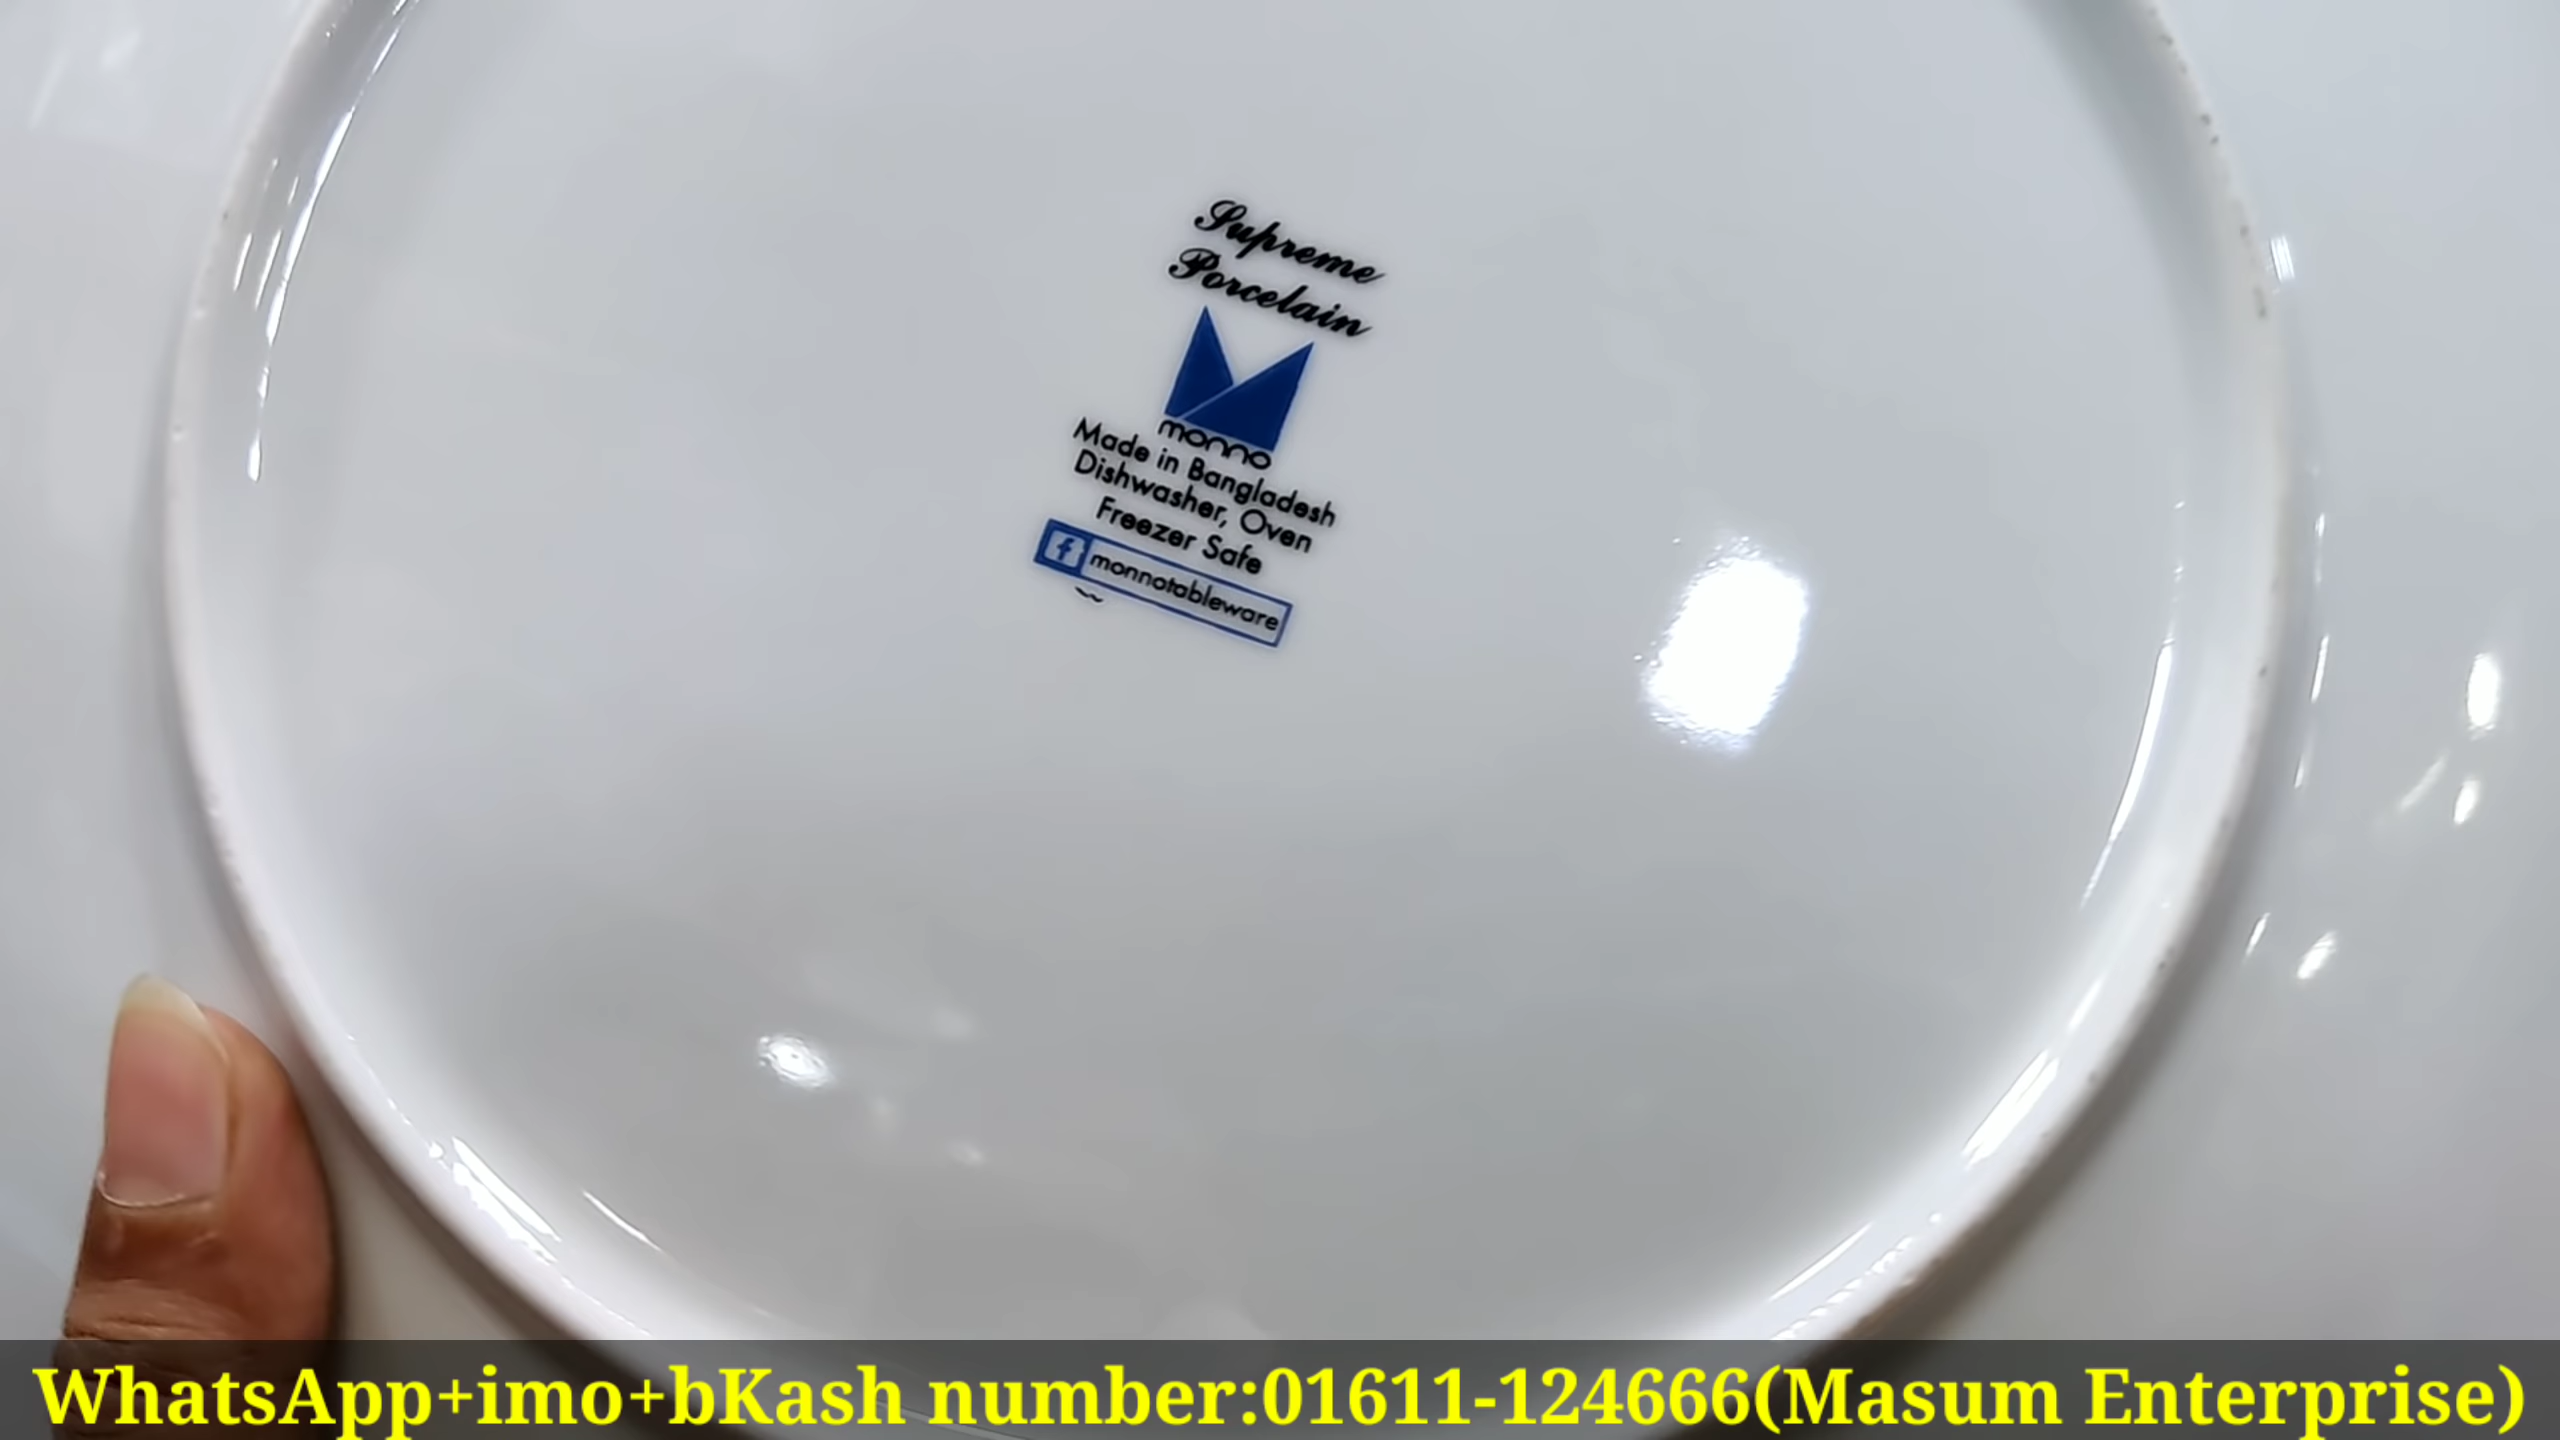 Supreme
Porcelain
monno
Made in Bangladesh
Dishwasher, Oven
Freezer Safe
f monnotableware
WhatsApp+imo+bKash number:01611-124666(Masum Enterprise)